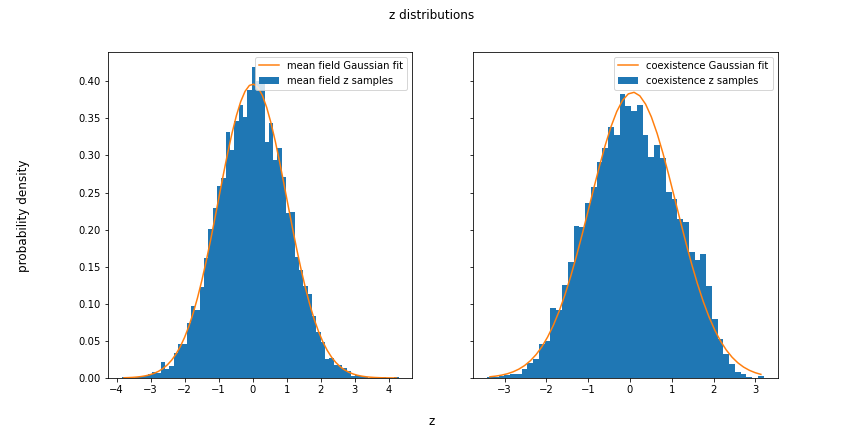 z distributions
mean field Gaussian fit
mean field z samples
coexistence Gaussian fit
coexistence z samples
probability density
0.40
0.35
0.30
0.25
0.20
0.15
0.10
0.05
0.00
−4 −3 −2 −1 0 1 2 3 4
−3 −2 −1 0 1 2 3
z